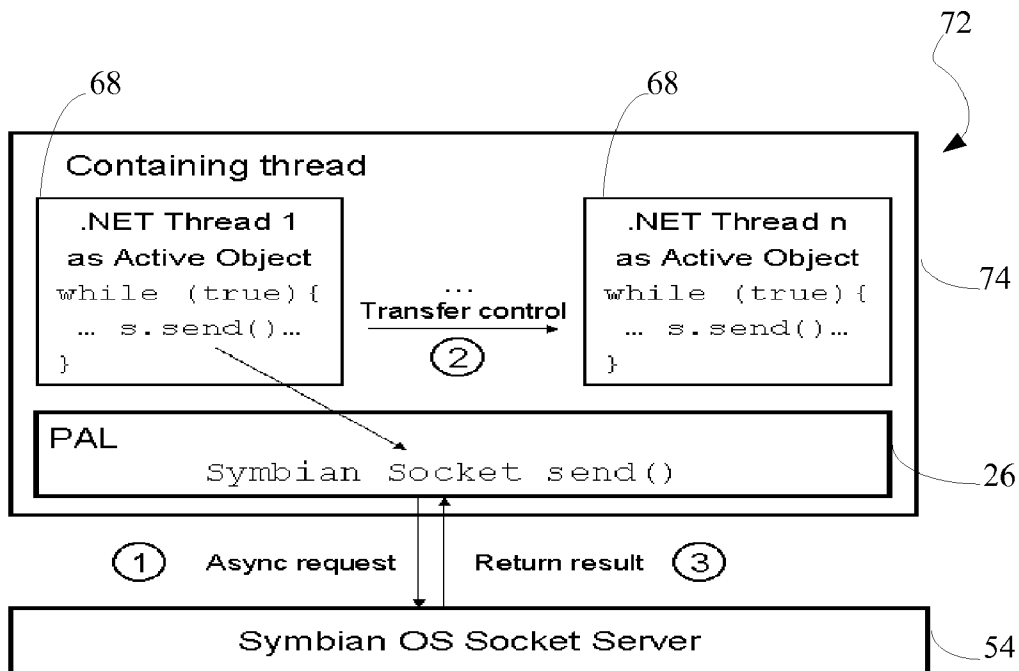 72
68
68
Containing thread
.NET Thread 1
as Active Object
while (true){
… s.send()…
}
...
Transfer control
2
.NET Thread n
as Active Object
while (true){
… s.send()…
}
74
PAL
Symbian Socket send()
26
1 Async request
Return result 3
Symbian OS Socket Server
54